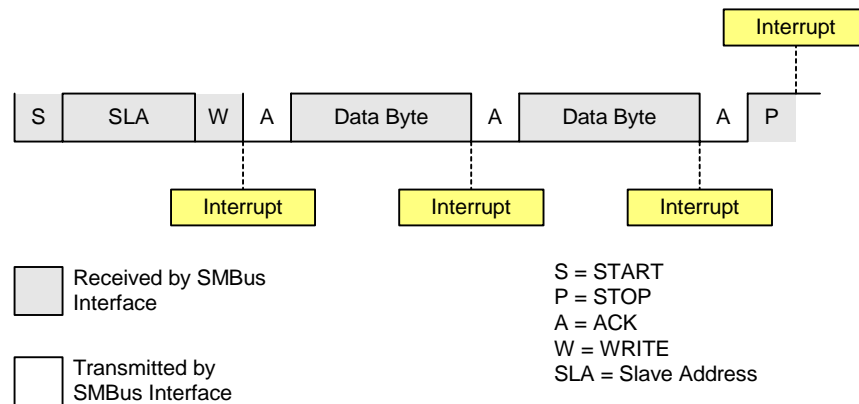 Interrupt
S SLA W A Data Byte A Data Byte A P
Interrupt Interrupt Interrupt
Received by SMBus
Interface
Transmitted by
SMBus Interface
S = START
P = STOP
A = ACK
W = WRITE
SLA = Slave Address